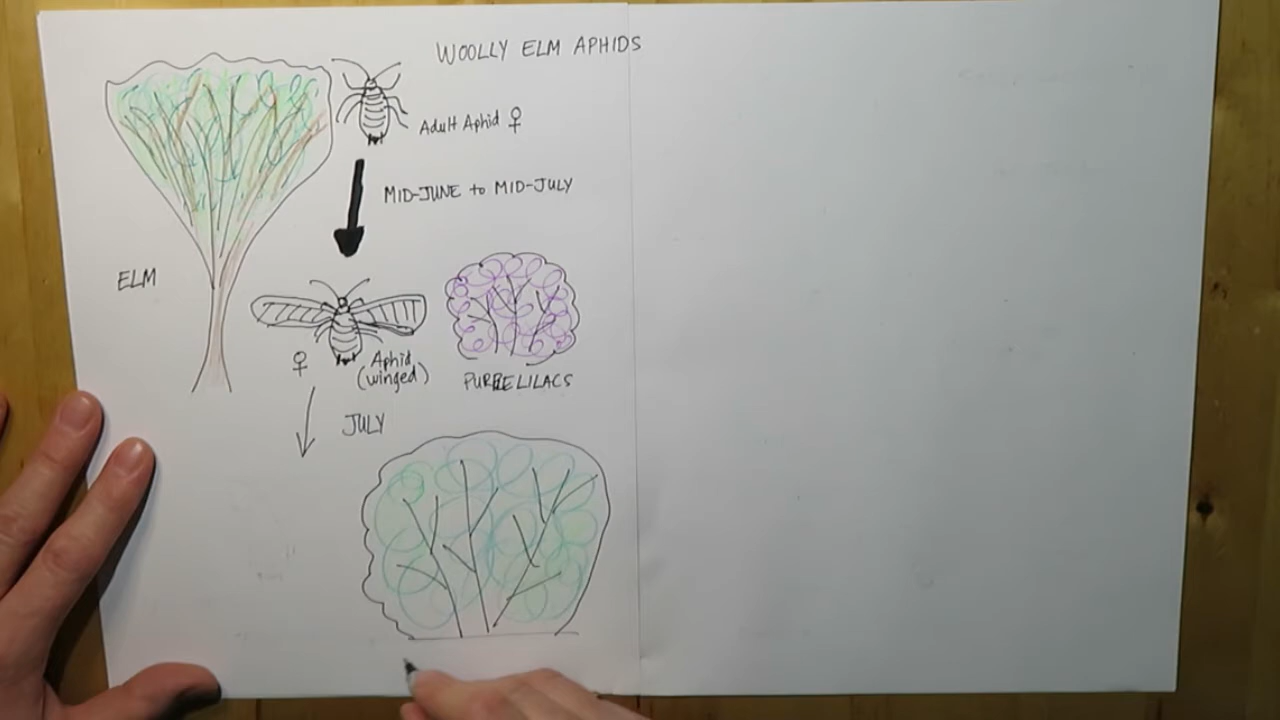 WOOLLY ELM APHIDS
Adult Aphid ♀
MID-JUNE to MID-JULY
ELM
♀ Aphid
(winged)
PURPLE LILACS
JULY